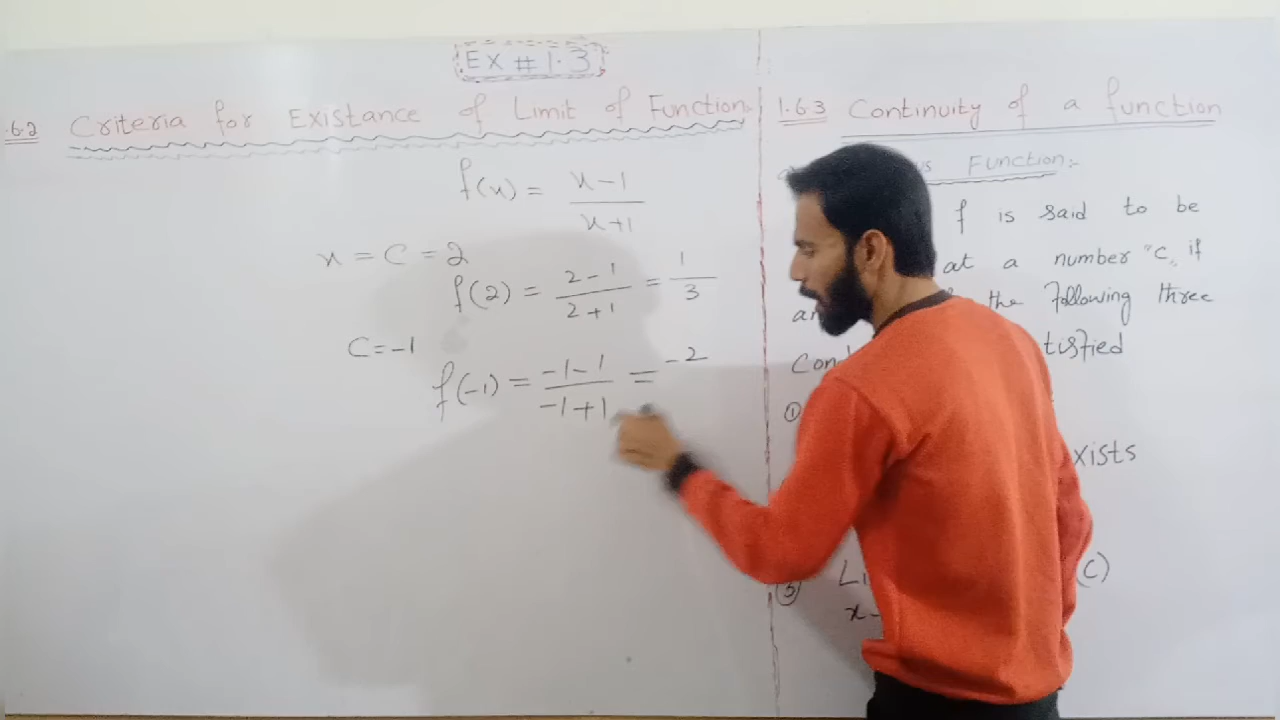 EX # 1.3
.6.2 Criteria for Existance of Limit of Function.
f(x) = x-1 / x+1
x = C = 2
f(2) = 2-1 / 2+1 = 1 / 3
C=-1
f(-1) = -1-1 / -1+1 = -2
1.6.3 Continuity of a function
Function:-
f is said to be
at a number "C" if
the following three
①
xists
③
x